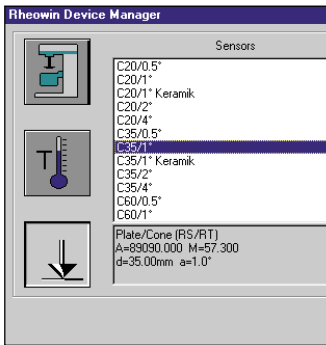 Rheowin Device Manager
Sensors
C20/0.5°
C20/1°
C20/1° Keramik
C20/2°
C20/4°
C35/0.5°
C35/1°
C35/1° Keramik
C35/2°
C35/4°
C60/0.5°
C60/1°
T
Plate/Cone (RS/RT)
A=89090.000 M=57.300
d=35.00mm a=1.0°